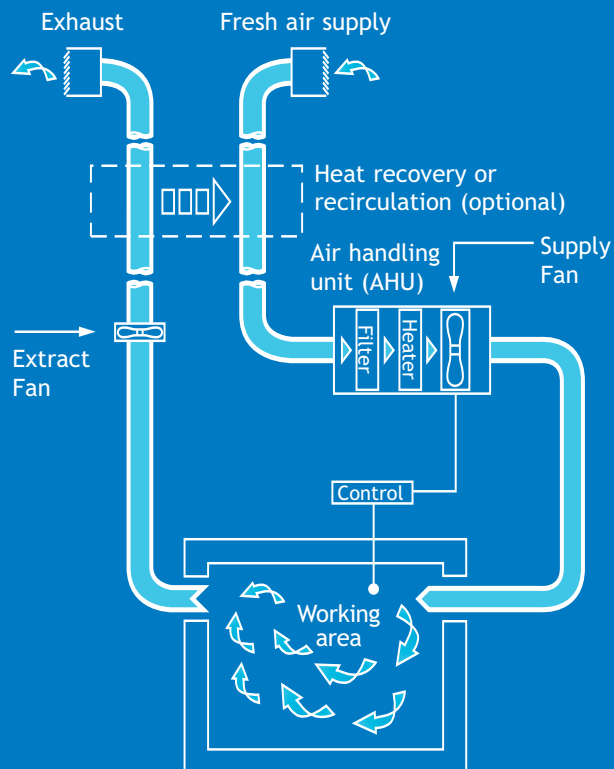 Exhaust
Fresh air supply
Heat recovery or
recirculation (optional)
Air handling
unit (AHU)
Supply
Fan
Filter
Heater
Extract
Fan
Control
Working
area